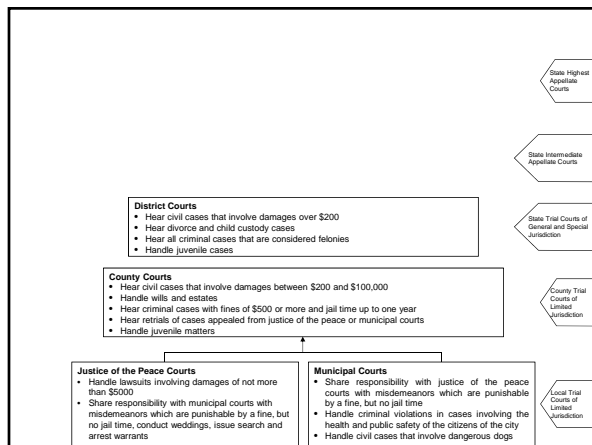 State Highest
Appellate
Courts
State Intermediate
Appellate Courts
District Courts
• Hear civil cases that involve damages over $200
• Hear divorce and child custody cases
• Hear all criminal cases that are considered felonies
• Handle juvenile cases
State Trial Courts of
General and Special
Jurisdiction
County Courts
• Hear civil cases that involve damages between $200 and $100,000
• Handle wills and estates
• Hear criminal cases with fines of $500 or more and jail time up to one year
• Hear retrials of cases appealed from justice of the peace or municipal courts
• Handle juvenile matters
County Trial
Courts of
Limited
Jurisdiction
Justice of the Peace Courts
• Handle lawsuits involving damages of not more
than $5000
• Share responsibility with municipal courts with
misdemeanors which are punishable by a fine, but
no jail time, conduct weddings, issue search and
arrest warrants
Municipal Courts
• Share responsibility with justice of the peace
courts with misdemeanors which are punishable
by a fine, but no jail time
• Handle criminal violations in cases involving the
health and public safety of the citizens of the city
• Handle civil cases that involve dangerous dogs
Local Trial
Courts of
Limited
Jurisdiction